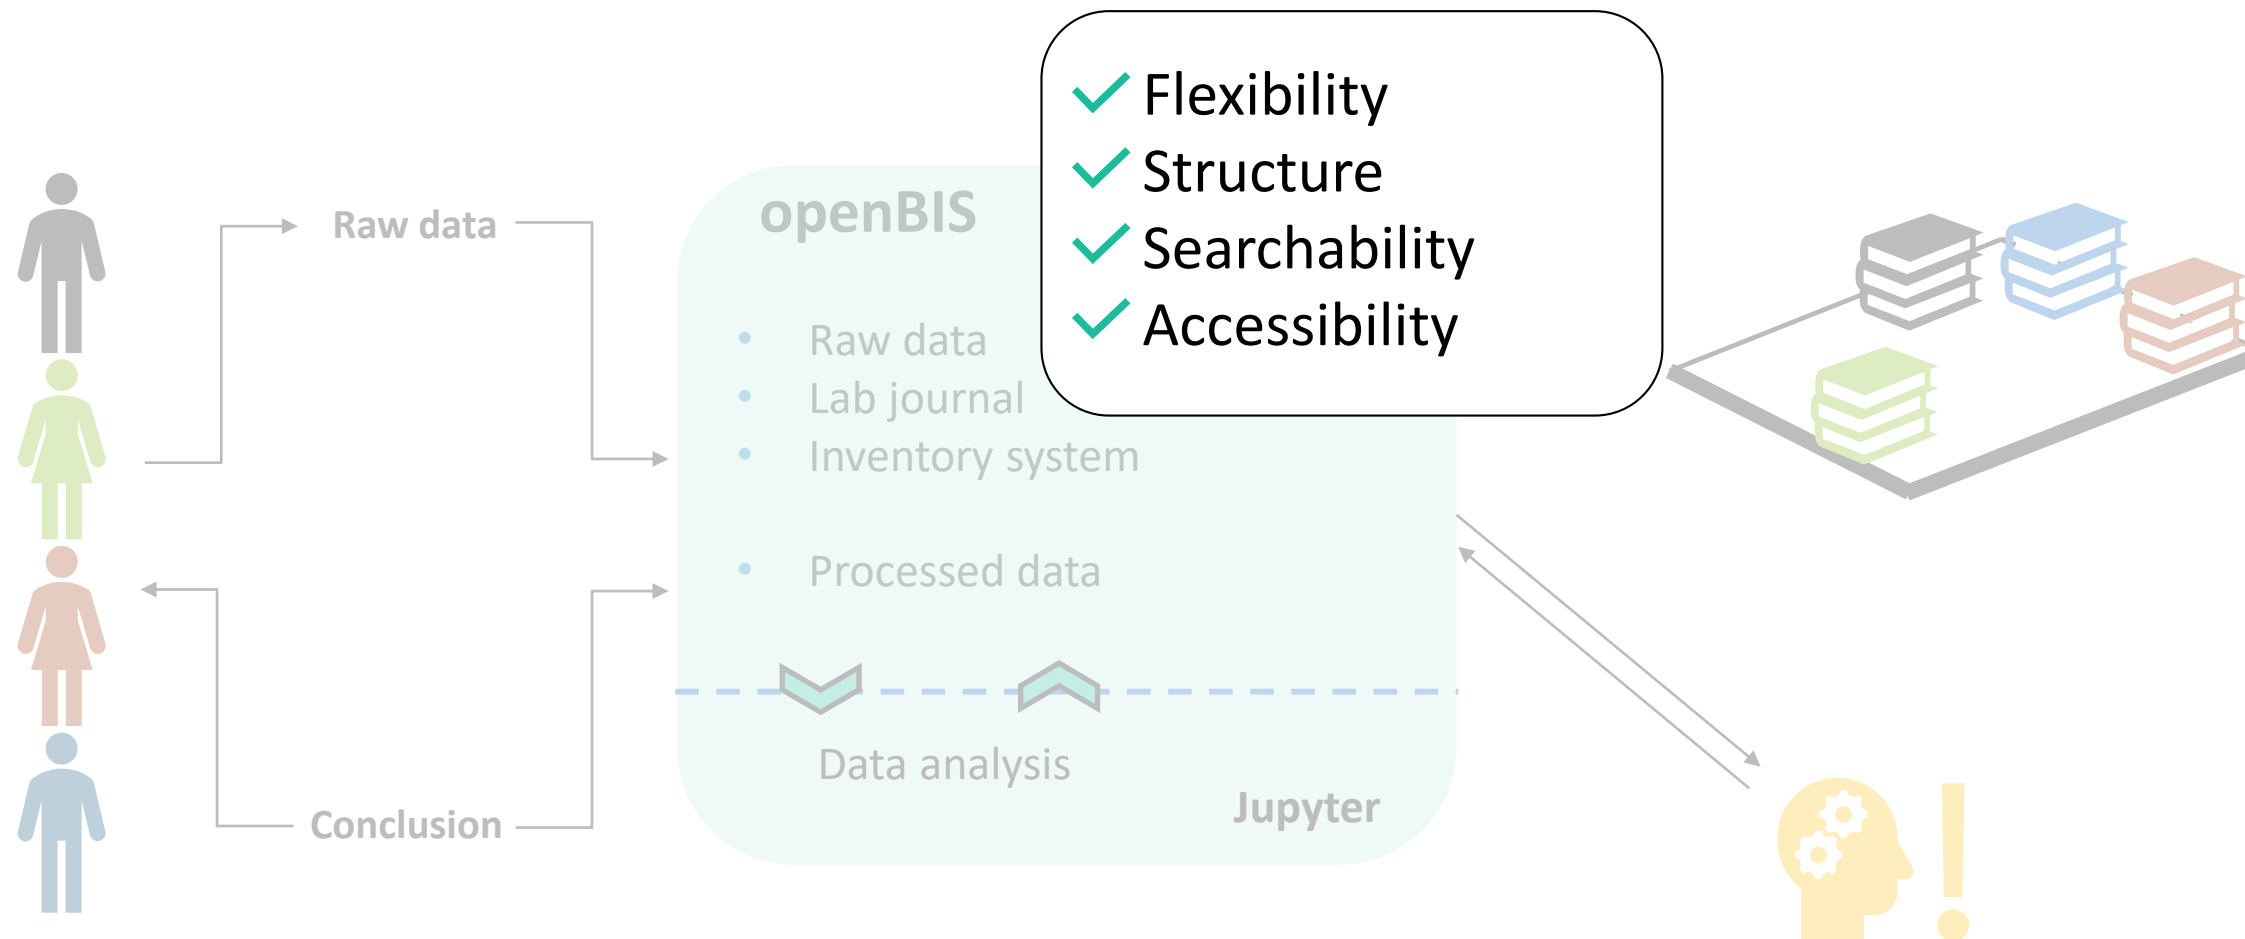 Flexibility
Structure
Searchability
Accessibility
Raw data
openBIS
Raw data
Lab journal
Inventory system
Processed data
Data analysis
Jupyter
Conclusion
!